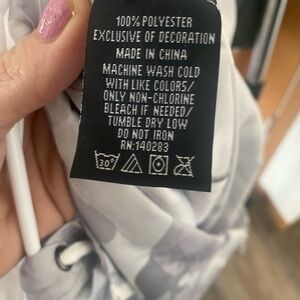 100% POLYESTER
EXCLUSIVE OF DECORATION
MADE IN CHINA
MACHINE WASH COLD
WITH LIKE COLORS/
ONLY NON-CHLORINE
BLEACH IF NEEDED/
TUMBLE DRY LOW
DO NOT IRON
RN:140283
30°